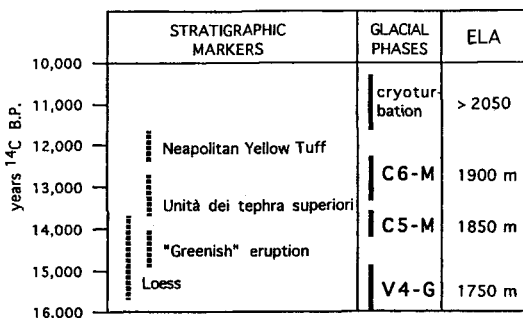 STRATIGRAPHIC
MARKERS
GLACIAL
PHASES
ELA
years ¹⁴C B.P.
10,000
11,000
12,000
13,000
14,000
15,000
16,000
Neapolitan Yellow Tuff
Unità dei tephra superiori
"Greenish" eruption
Loess
cryotur-
bation
C6-M
C5-M
V4-G
> 2050
1900 m
1850 m
1750 m